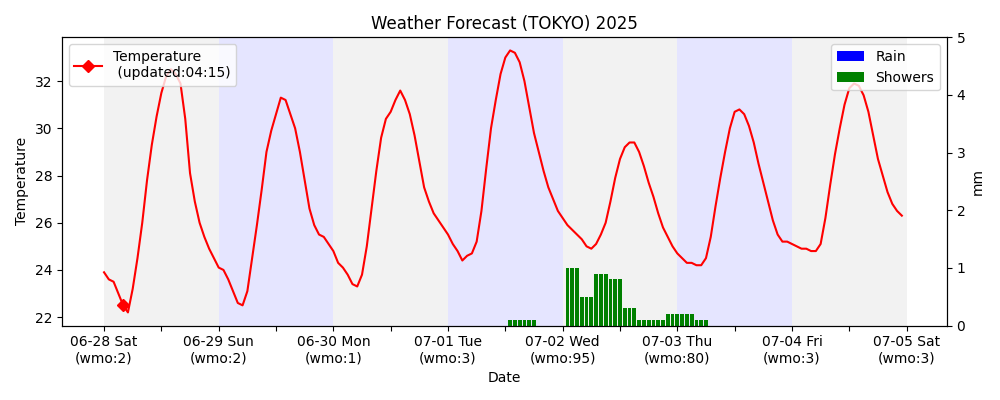 Weather Forecast (TOKYO) 2025
Temperature
(updated:04:15)
Rain
Showers
Temperature
32
30
28
26
24
22
5
4
3
2
1
0
mm
06-28 Sat
(wmo:2)
06-29 Sun
(wmo:2)
06-30 Mon
(wmo:1)
07-01 Tue
(wmo:3)
07-02 Wed
(wmo:95)
07-03 Thu
(wmo:80)
07-04 Fri
(wmo:3)
07-05 Sat
(wmo:3)
Date